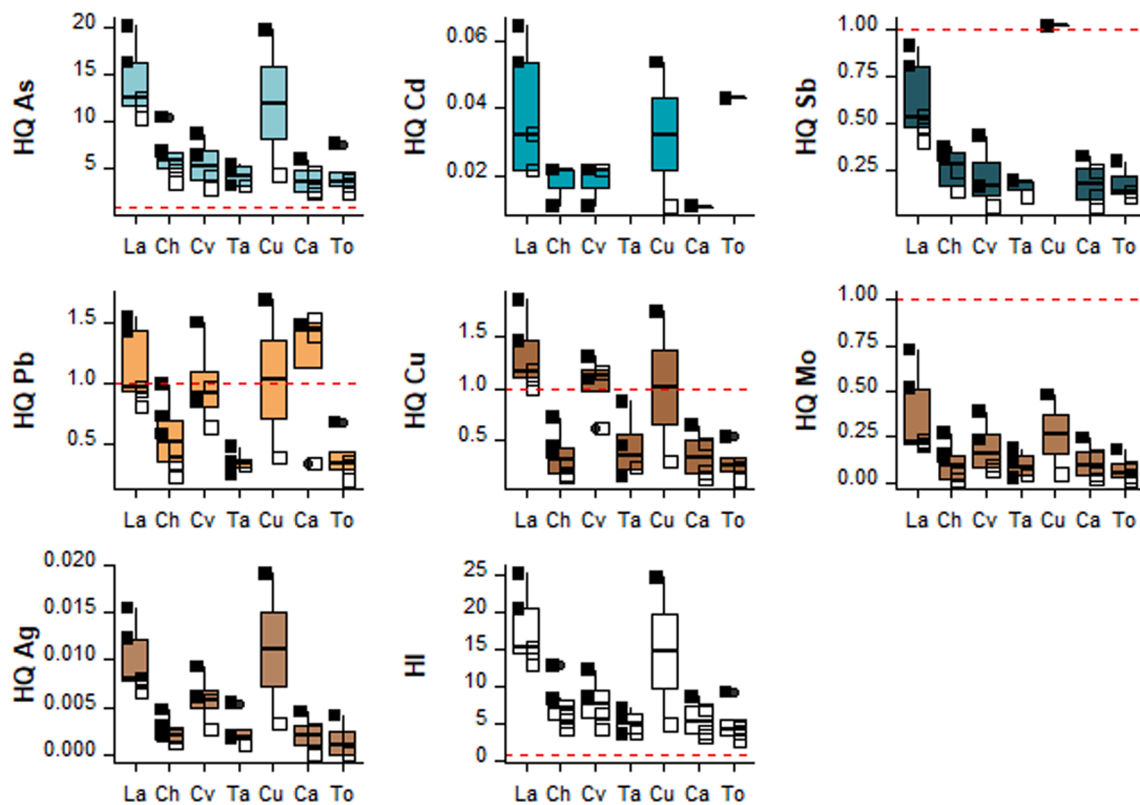 HQ As
20
15
10
5
La Ch Cv Ta Cu Ca To
HQ Cd
0.06
0.04
0.02
La Ch Cv Ta Cu Ca To
HQ Sb
1.00
0.75
0.50
0.25
La Ch Cv Ta Cu Ca To
HQ Pb
1.5
1.0
0.5
La Ch Cv Ta Cu Ca To
HQ Cu
1.5
1.0
0.5
La Ch Cv Ta Cu Ca To
HQ Mo
1.00
0.75
0.50
0.25
0.00
La Ch Cv Ta Cu Ca To
HQ Ag
0.020
0.015
0.010
0.005
0.000
La Ch Cv Ta Cu Ca To
HI
25
20
15
10
5
0
La Ch Cv Ta Cu Ca To